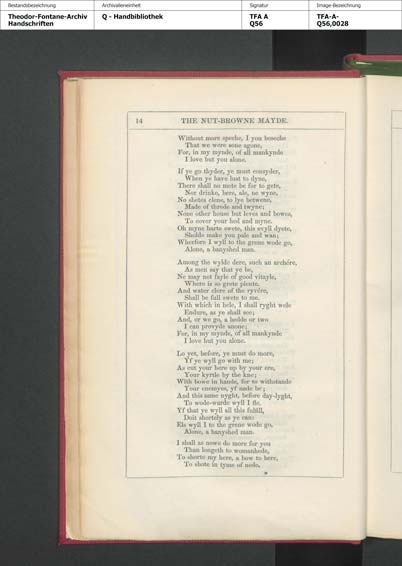 Bestandsbezeichnung
Theodor-Fontane-Archiv
Handschriften
Archivalieneinheit
Q - Handbibliothek
Signatur
TFA A
Q56
Image-Bezeichnung
TFA-A-
Q56,0028
14 THE NUT-BROWNE MAYDE.
Without more speche, I you beseche
That we were sone agone,
For, in my mynde, of all mankynde
I love but you alone.
If ye go thyder, ye must consyder,
When ye have lust to dyne,
There shall no mete be for to gete,
Nor drinke, bere, ale, ne wyne,
No shetes clene, to lye betwene,
Made of threde and twyne;
None other house but leves and bowes,
To cover your hed and myne.
Oh myne harte swete, this evyll dyete,
Sholde make you pale and wan;
Wherfore I wyll to the grene wode go,
Alone, a banyshed man.
Among the wylde dere, such an archére,
As men say that ye be,
Ne may not fayle of good vitayle,
Where is so grete plente.
And water clere of the ryvére,
Shall be full swete to me.
With which in hele, I shall ryght wele
Endure, as ye shall see;
And, or we go, a bedde or two
I can provyde anone;
For, in my mynde, of all mankynde
I love but you alone.
Lo yet, before, ye must do more,
Yf ye wyll go with me;
As cut your here up by your ere,
Your kyrtle by the kne;
With bowe in hande, for to withstande
Your enemyes, yf nede be;
And this same nyght, before day-lyght,
To wode-warde wyll I fle.
Yf that ye wyll all this fulfill,
Doit shortely as ye can:
Els wyll I to the grene wode go,
Alone, a banyshed man.
I shall as nowe do more for you
Than longeth to womanhede,
To shorte my here, a bow to bere,
To shote in tyme of nede.